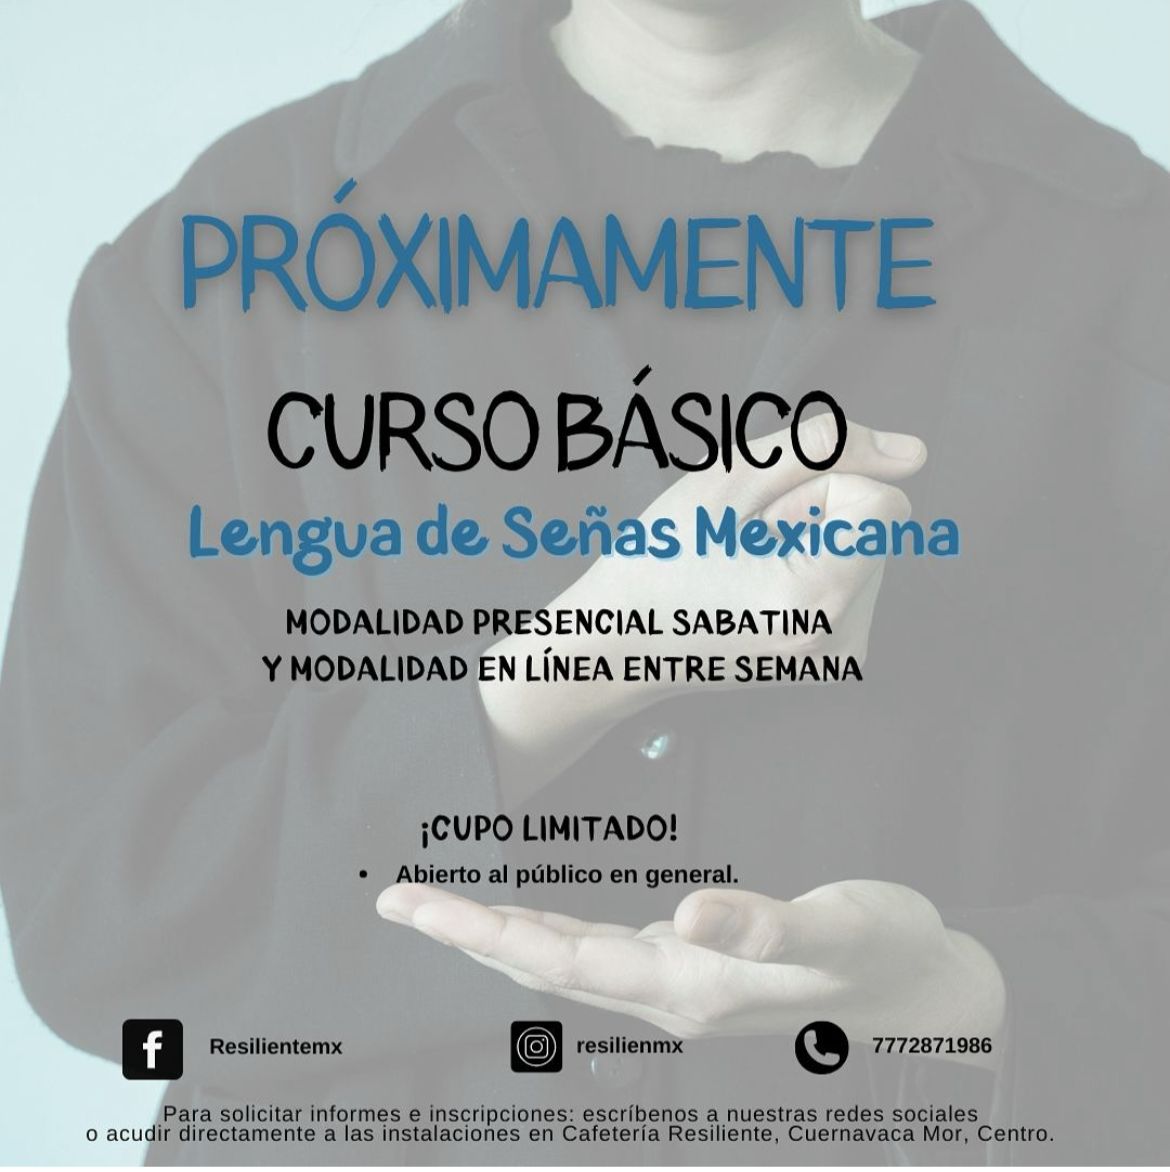 PRÓXIMAMENTE
CURSO BÁSICO
Lengua de Señas Mexicana
MODALIDAD PRESENCIAL SABATINA
Y MODALIDAD EN LÍNEA ENTRE SEMANA
¡CUPO LIMITADO!
• Abierto al público en general.
Resilientemx
resilienmx
7772871986
Para solicitar informes e inscripciones: escríbenos a nuestras redes sociales
o acudir directamente a las instalaciones en Cafetería Resiliente, Cuernavaca Mor, Centro.